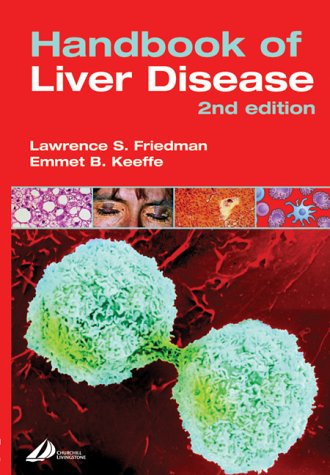 Handbook of
Liver Disease
2nd edition
Lawrence S. Friedman
Emmet B. Keeffe
CHURCHILL
LIVINGSTONE